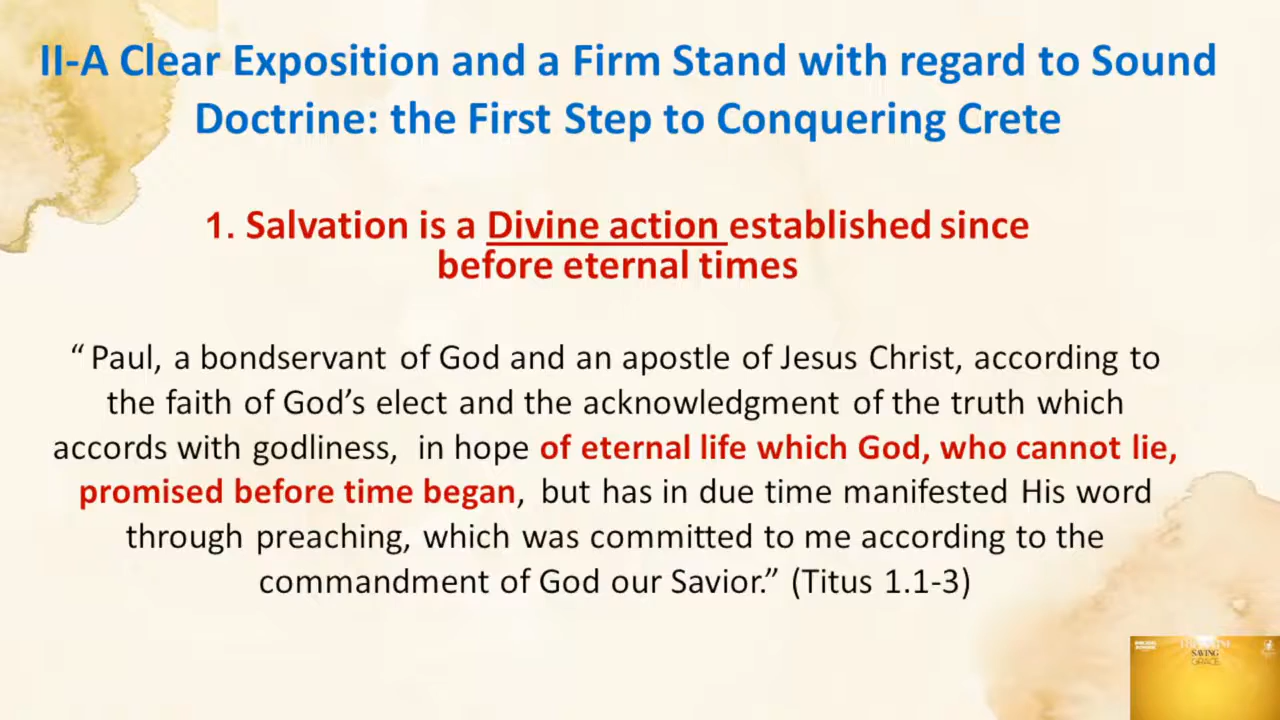 II-A Clear Exposition and a Firm Stand with regard to Sound
Doctrine: the First Step to Conquering Crete
1. Salvation is a Divine action established since
before eternal times
“ Paul, a bondservant of God and an apostle of Jesus Christ, according to
the faith of God’s elect and the acknowledgment of the truth which
accords with godliness, in hope of eternal life which God, who cannot lie,
promised before time began, but has in due time manifested His word
through preaching, which was committed to me according to the
commandment of God our Savior.” (Titus 1.1-3)
SAVING
GRACE